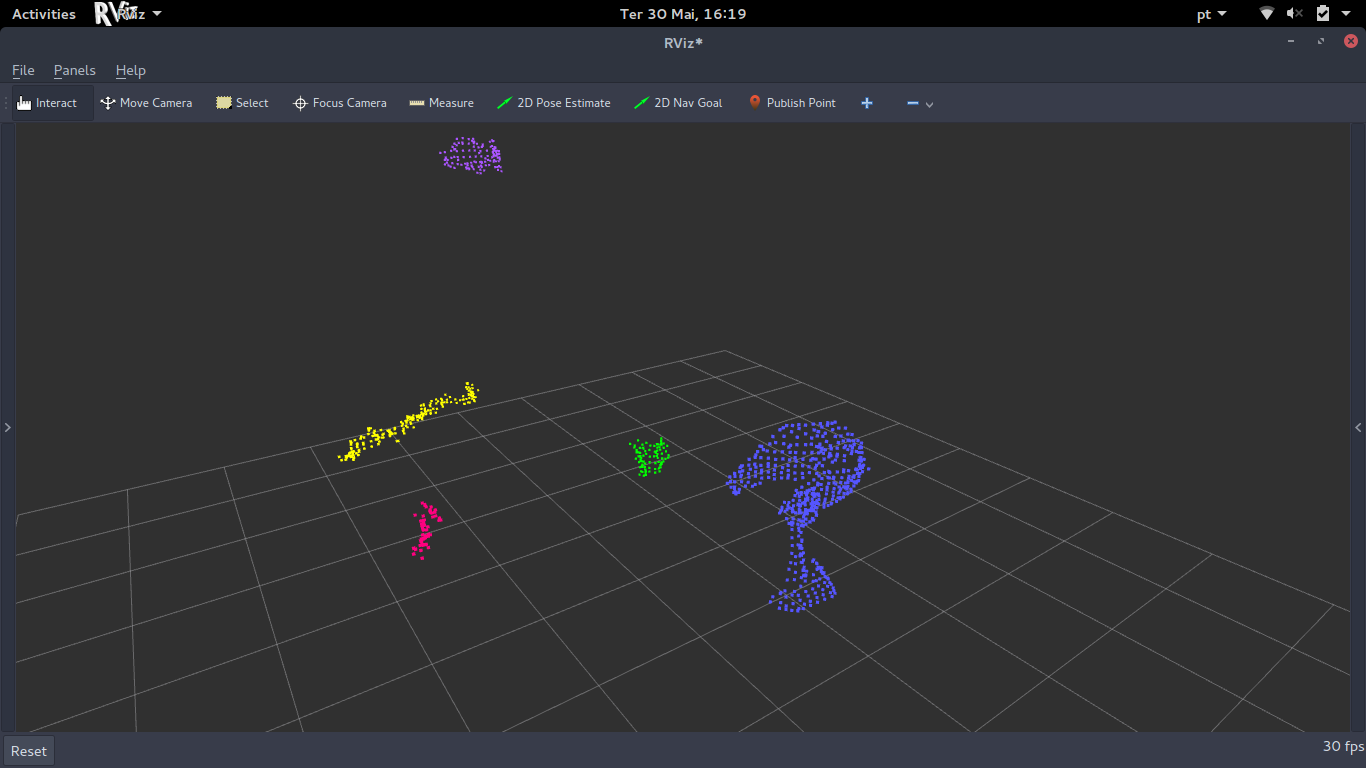 Activities RViz RViz Ter 30 Mai, 16:19 pt
RViz*
File Panels Help
Interact Move Camera Select Focus Camera Measure 2D Pose Estimate 2D Nav Goal Publish Point
Reset 30 fps